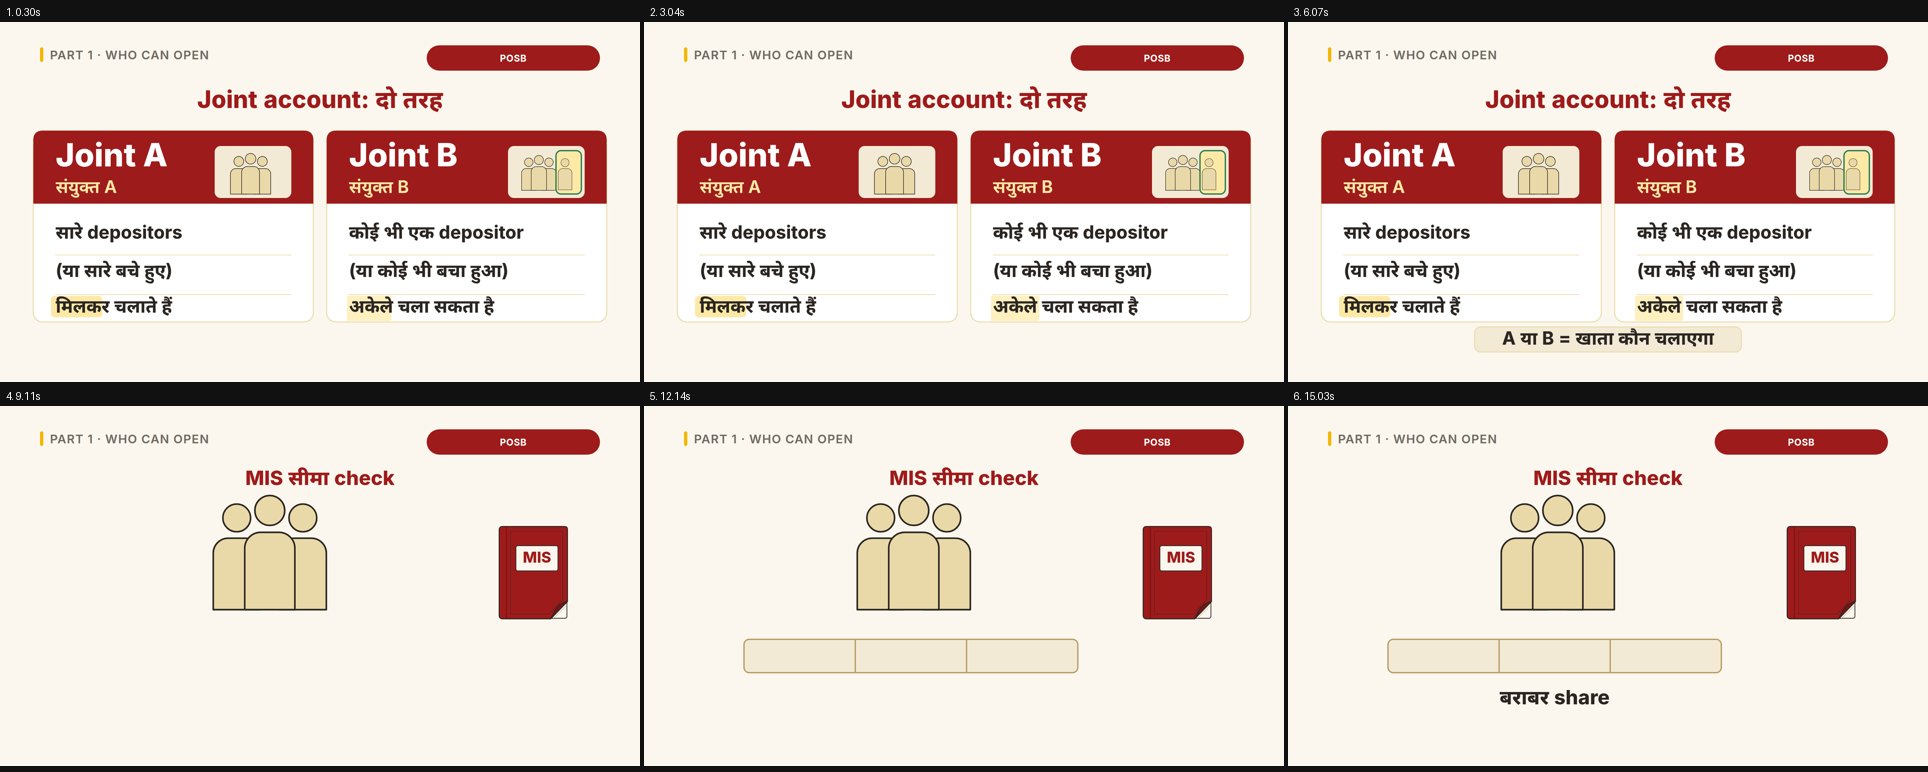 1. 0.30s
PART 1 · WHO CAN OPEN
POSB
Joint account: दो तरह
Joint A
संयुक्त A
सारे depositors
(या सारे बचे हुए)
मिलकर चलाते हैं
Joint B
संयुक्त B
कोई भी एक depositor
(या कोई भी बचा हुआ)
अकेले चला सकता है
2. 3.04s
PART 1 · WHO CAN OPEN
POSB
Joint account: दो तरह
Joint A
संयुक्त A
सारे depositors
(या सारे बचे हुए)
मिलकर चलाते हैं
Joint B
संयुक्त B
कोई भी एक depositor
(या कोई भी बचा हुआ)
अकेले चला सकता है
3. 6.07s
PART 1 · WHO CAN OPEN
POSB
Joint account: दो तरह
Joint A
संयुक्त A
सारे depositors
(या सारे बचे हुए)
मिलकर चलाते हैं
Joint B
संयुक्त B
कोई भी एक depositor
(या कोई भी बचा हुआ)
अकेले चला सकता है
A या B = खाता कौन चलाएगा
4. 9.11s
PART 1 · WHO CAN OPEN
POSB
MIS सीमा check
MIS
5. 12.14s
PART 1 · WHO CAN OPEN
POSB
MIS सीमा check
MIS
6. 15.03s
PART 1 · WHO CAN OPEN
POSB
MIS सीमा check
MIS
बराबर share